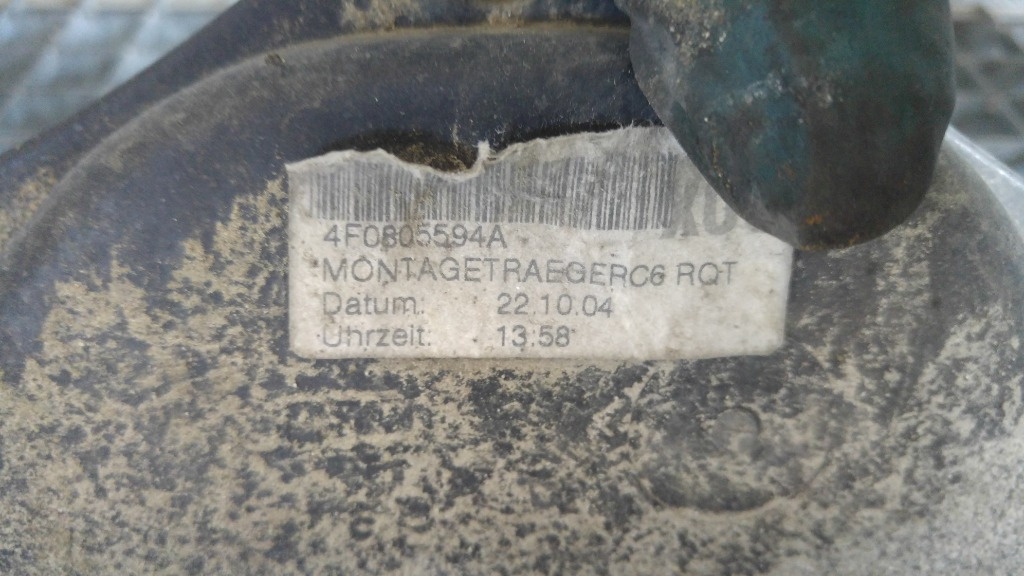 4F0805594A
MONTAGETRAEGERC6 RQT
Datum: 22.10.04
Uhrzeit: 13:58